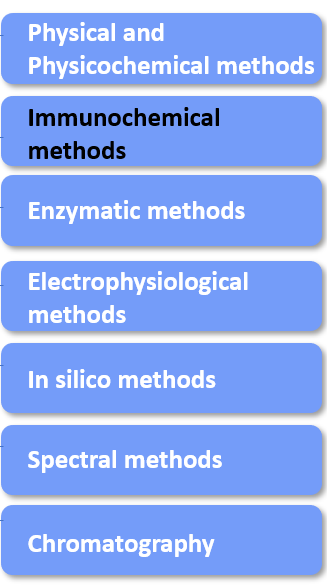 Physical and
Physicochemical methods
Immunochemical
methods
Enzymatic methods
Electrophysiological
methods
In silico methods
Spectral methods
Chromatography